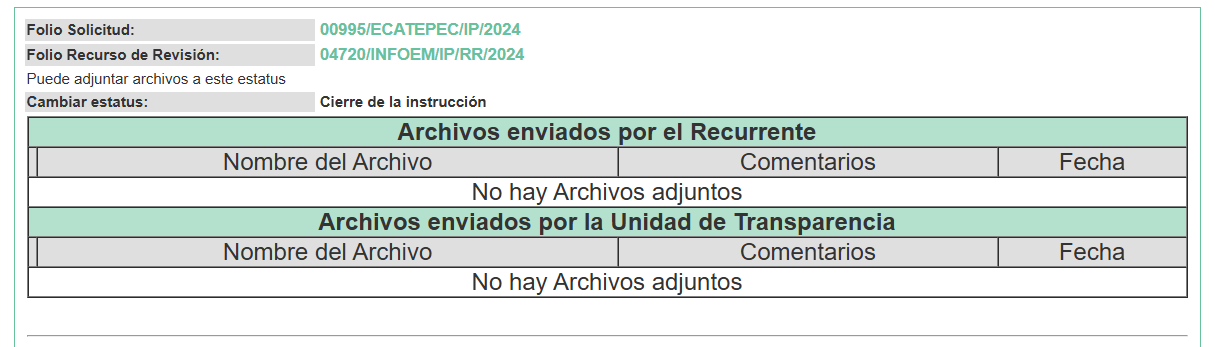 Folio Solicitud: 00995/ECATEPEC/IP/2024
Folio Recurso de Revisión: 04720/INFOEM/IP/RR/2024
Puede adjuntar archivos a este estatus
Cambiar estatus: Cierre de la instrucción
Archivos enviados por el Recurrente
Nombre del Archivo Comentarios Fecha
No hay Archivos adjuntos
Archivos enviados por la Unidad de Transparencia
Nombre del Archivo Comentarios Fecha
No hay Archivos adjuntos